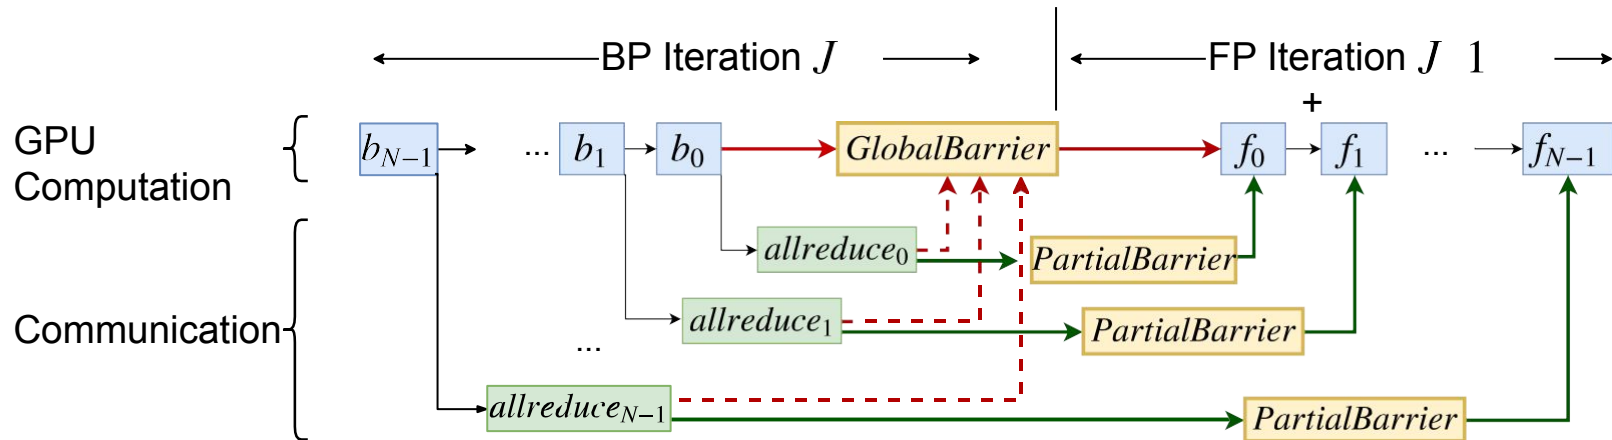 BP Iteration J
FP Iteration J 1
+
GPU
Computation
b_{N-1}
...
b_1
b_0
GlobalBarrier
f_0
f_1
...
f_{N-1}
allreduce_0
PartialBarrier
Communication
allreduce_1
PartialBarrier
...
allreduce_{N-1}
PartialBarrier